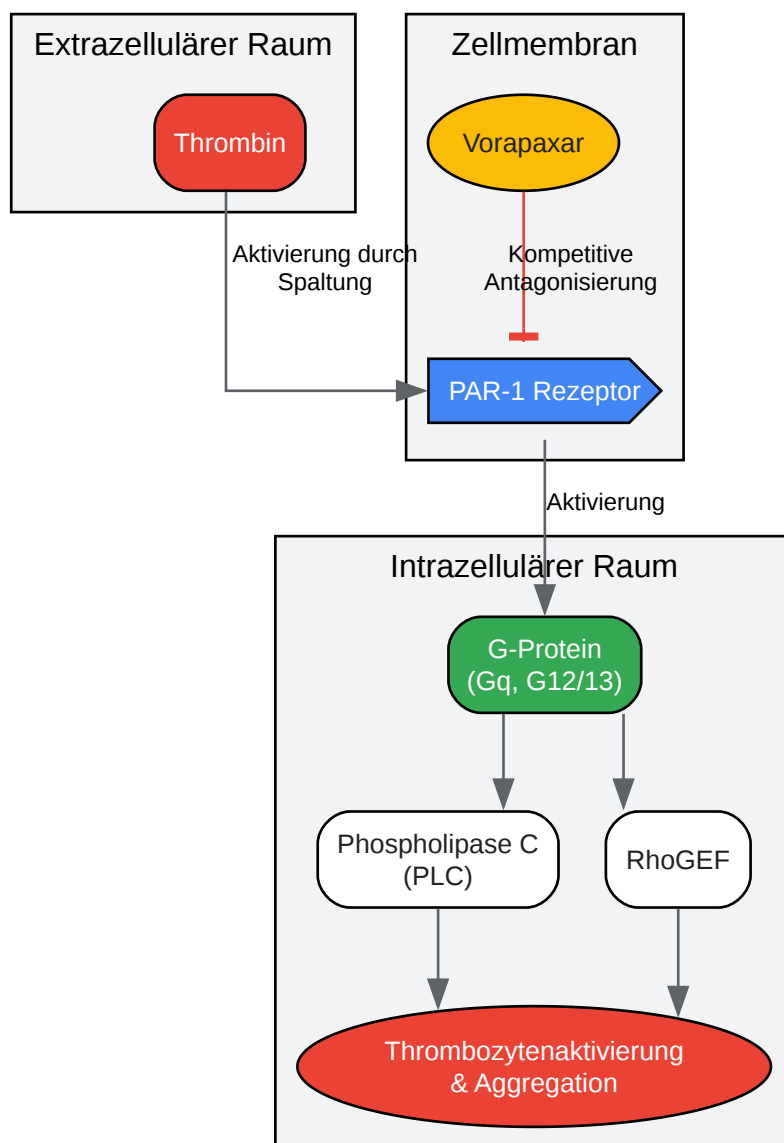 Extrazellulärer Raum
Zellmembran
Thrombin
Vorapaxar
Aktivierung durch
Spaltung
Kompetitive
Antagonisierung
PAR-1 Rezeptor
Aktivierung
Intrazellulärer Raum
G-Protein
(Gq, G12/13)
Phospholipase C
(PLC)
RhoGEF
Thrombozytenaktivierung
& Aggregation